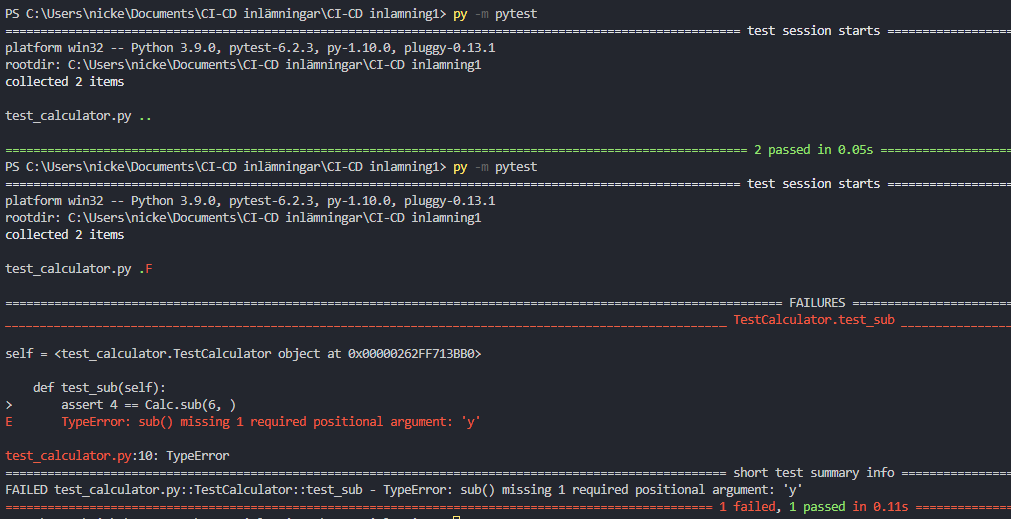 PS C:\Users\nicke\Documents\CI-CD inlämningar\CI-CD inlamning1> py -m pytest
=================================================== test session starts ==================
platform win32 -- Python 3.9.0, pytest-6.2.3, py-1.10.0, pluggy-0.13.1
rootdir: C:\Users\nicke\Documents\CI-CD inlämningar\CI-CD inlamning1
collected 2 items
test_calculator.py ..
=================================================== 2 passed in 0.05s ==================
PS C:\Users\nicke\Documents\CI-CD inlämningar\CI-CD inlamning1> py -m pytest
=================================================== test session starts ==================
platform win32 -- Python 3.9.0, pytest-6.2.3, py-1.10.0, pluggy-0.13.1
rootdir: C:\Users\nicke\Documents\CI-CD inlämningar\CI-CD inlamning1
collected 2 items
test_calculator.py .F
=================================================== FAILURES ==================
___________________________________________________ TestCalculator.test_sub __________________
self = <test_calculator.TestCalculator object at 0x00000262FF713BB0>
def test_sub(self):
> assert 4 == Calc.sub(6, )
E TypeError: sub() missing 1 required positional argument: 'y'
test_calculator.py:10: TypeError
=================================================== short test summary info ==================
FAILED test_calculator.py::TestCalculator::test_sub - TypeError: sub() missing 1 required positional argument: 'y'
=================================================== 1 failed, 1 passed in 0.11s ==================